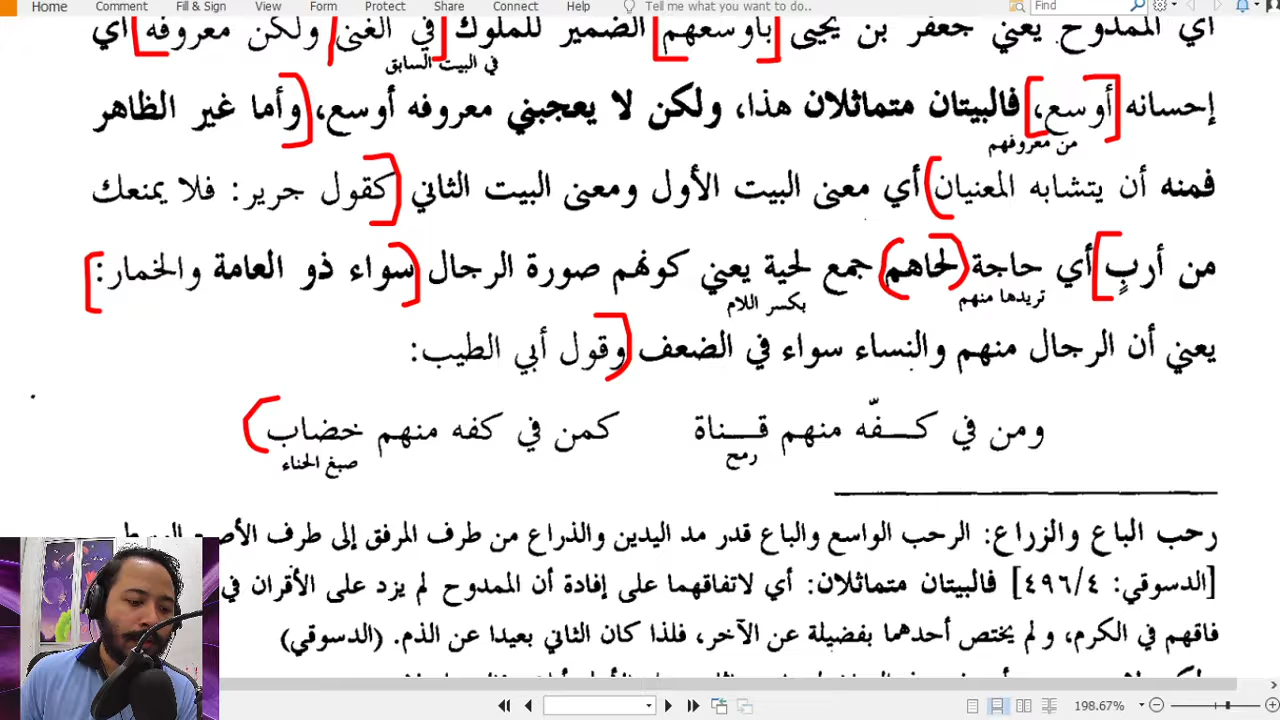 Home Comment Fill & Sign View Form Protect Share Connect Help Tell me what you want to do.. Find
أي الممدوح يعني جعفر بن يحيى بأوسعهم الضمير للملوك في الغنى ولكن معروفه أي
في البيت السابق
إحسانه أوسع، فالبيتان متماثلان هذا، ولكن لا يعجبني معروفه أوسع، وأما غير الظاهر
من معروفهم
فمنه أن يتشابه المعنيان أي معنى البيت الأول ومعنى البيت الثاني كقول جرير: فلا يمنعك
من أربٍ أي حاجة لحاهم جمع لحية يعني كونهم صورة الرجال سواء ذو العامة والخمار:
تريدها منهم بكسر اللام
يعني أن الرجال منهم والنساء سواء في الضعف وقول أبي الطيب:
ومن في كـــفّه منهم قـــناة كمن في كفه منهم خضاب
رمح صبغ الحناء
رحب الباع والزراع: الرحب الواسع والباع قدر مد اليدين والذراع من طرف المرفق إلى طرف
[الدسوقي: ٤٩٦/٤] فالبيتان متماثلان: أي لاتفاقهما على إفادة أن الممدوح لم يزد على الأقران في
فاقهم في الكرم، ولم يختص أحدهما بفضيلة عن الآخر، فلذا كان الثاني بعيدا عن الذم. (الدسوقي)
198.67%